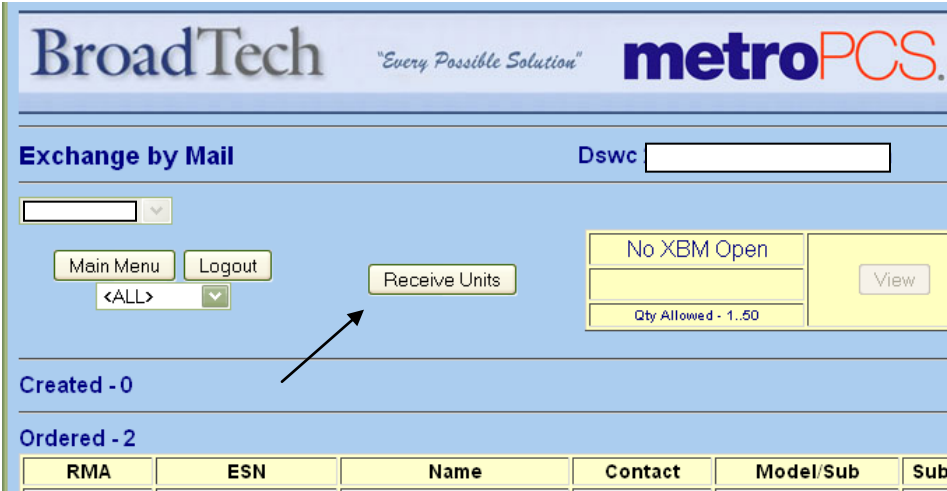 BroadTech "Every Possible Solution" metroPCS.
Exchange by Mail Dswc
Main Menu Logout
<ALL>
Receive Units
No XBM Open
View
Qty Allowed - 1..50
Created - 0
Ordered - 2
RMA ESN Name Contact Model/Sub Sub